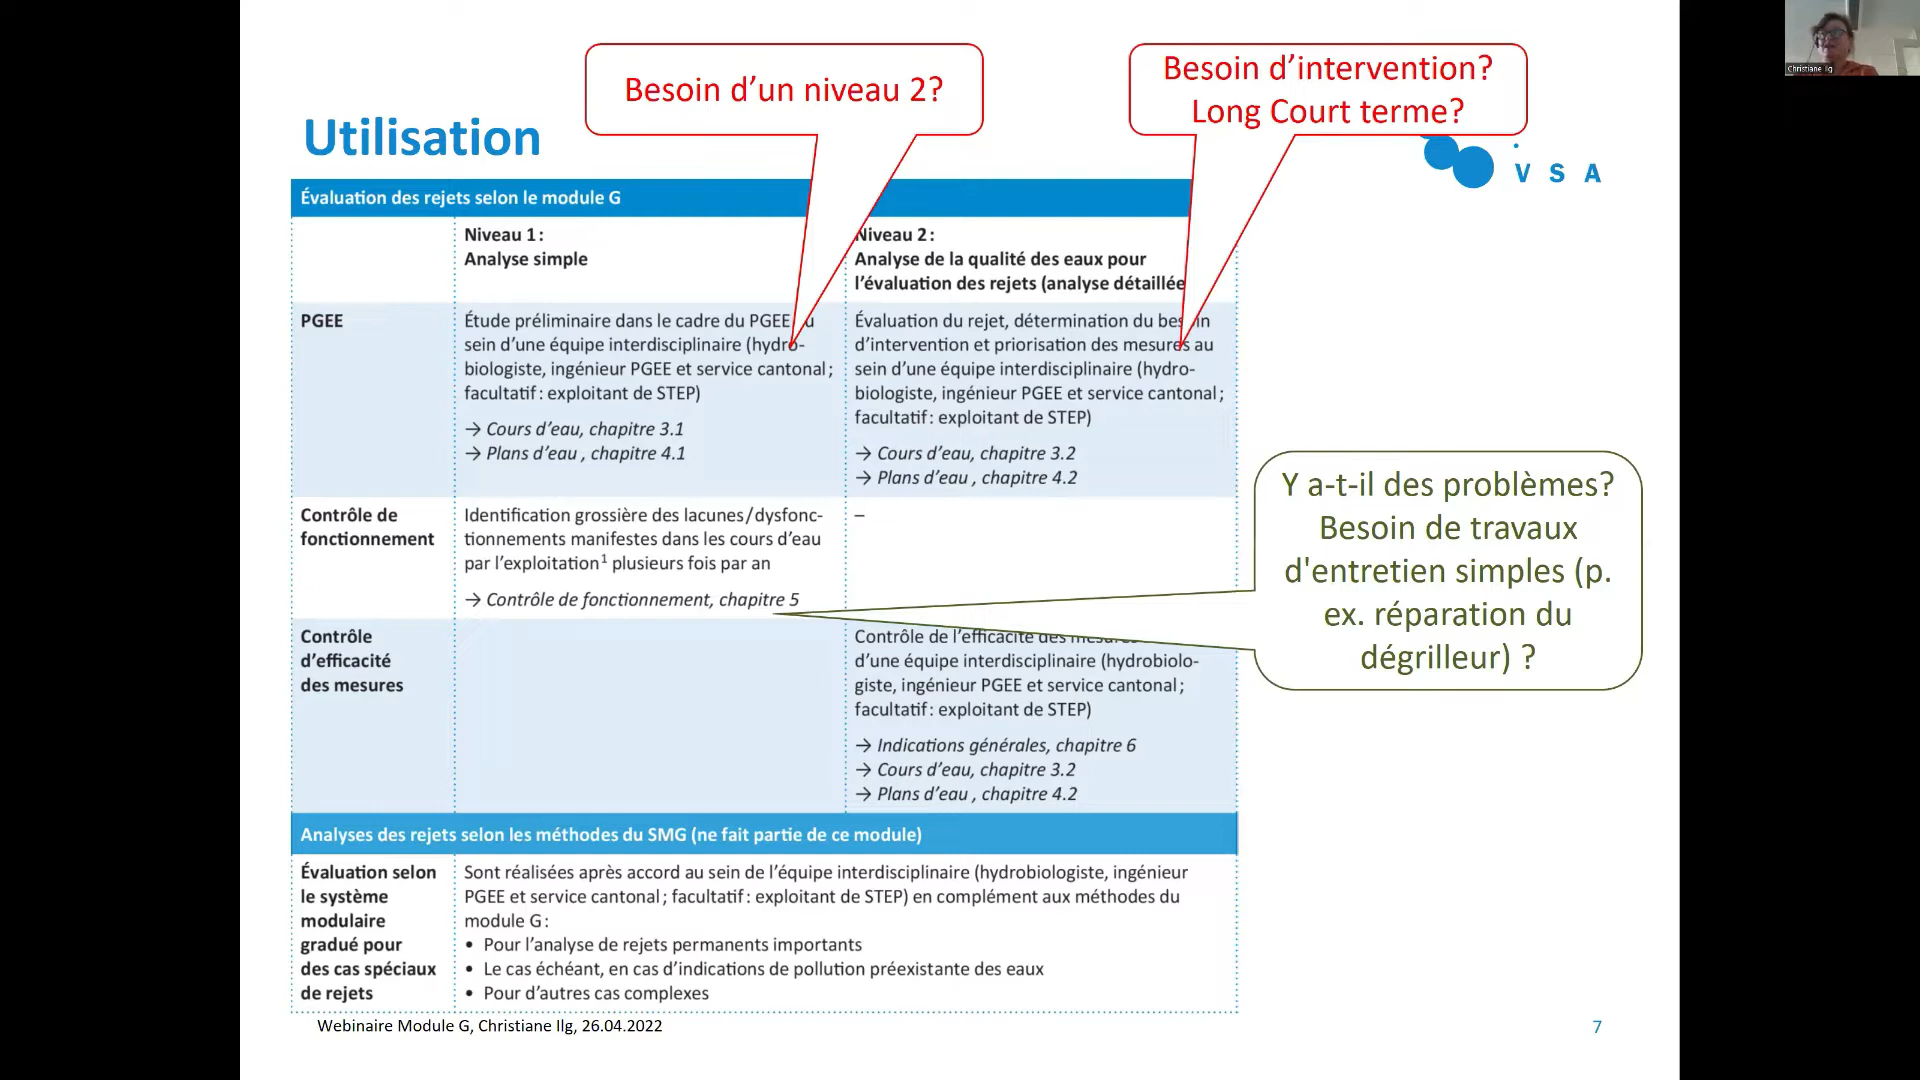 Besoin d’un niveau 2?
Besoin d’intervention?
Long Court terme?
Christiane Ilg
Utilisation
V S A
Évaluation des rejets selon le module G
Niveau 1 :
Analyse simple
Niveau 2 :
Analyse de la qualité des eaux pour
l’évaluation des rejets (analyse détaillée
PGEE
Étude préliminaire dans le cadre du PGEE
sein d’une équipe interdisciplinaire (hydro-
biologiste, ingénieur PGEE et service cantonal ;
facultatif : exploitant de STEP)
→ Cours d’eau, chapitre 3.1
→ Plans d’eau , chapitre 4.1
Évaluation du rejet, détermination du besoin
d’intervention et priorisation des mesures au
sein d’une équipe interdisciplinaire (hydro-
biologiste, ingénieur PGEE et service cantonal ;
facultatif : exploitant de STEP)
→ Cours d’eau, chapitre 3.2
→ Plans d’eau , chapitre 4.2
Contrôle de
fonctionnement
Identification grossière des lacunes/dysfonc-
tionnements manifestes dans les cours d’eau
par l’exploitation¹ plusieurs fois par an
→ Contrôle de fonctionnement, chapitre 5
–
Y a-t-il des problèmes?
Besoin de travaux
d'entretien simples (p.
ex. réparation du
dégrilleur) ?
Contrôle
d’efficacité
des mesures
Contrôle de l’efficacité des mesures
d’une équipe interdisciplinaire (hydrobiolo-
giste, ingénieur PGEE et service cantonal ;
facultatif : exploitant de STEP)
→ Indications générales, chapitre 6
→ Cours d’eau, chapitre 3.2
→ Plans d’eau , chapitre 4.2
Analyses des rejets selon les méthodes du SMG (ne fait partie de ce module)
Évaluation selon
le système
modulaire
gradué pour
des cas spéciaux
de rejets
Sont réalisées après accord au sein de l’équipe interdisciplinaire (hydrobiologiste, ingénieur
PGEE et service cantonal ; facultatif : exploitant de STEP) en complément aux méthodes du
module G :
• Pour l’analyse de rejets permanents importants
• Le cas échéant, en cas d’indications de pollution préexistante des eaux
• Pour d’autres cas complexes
Webinaire Module G, Christiane Ilg, 26.04.2022
7